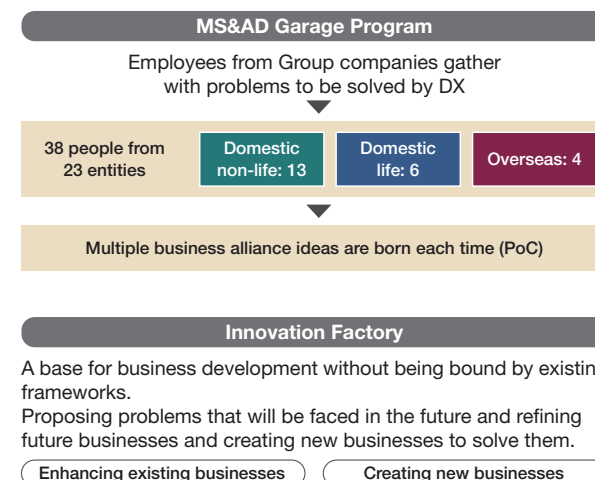 MS&AD Garage Program
Employees from Group companies gather
with problems to be solved by DX
38 people from
23 entities
Domestic
non-life: 13
Domestic
life: 6
Overseas: 4
Multiple business alliance ideas are born each time (PoC)
Innovation Factory
A base for business development without being bound by existin
frameworks.
Proposing problems that will be faced in the future and refining
future businesses and creating new businesses to solve them.
Enhancing existing businesses
Creating new businesses